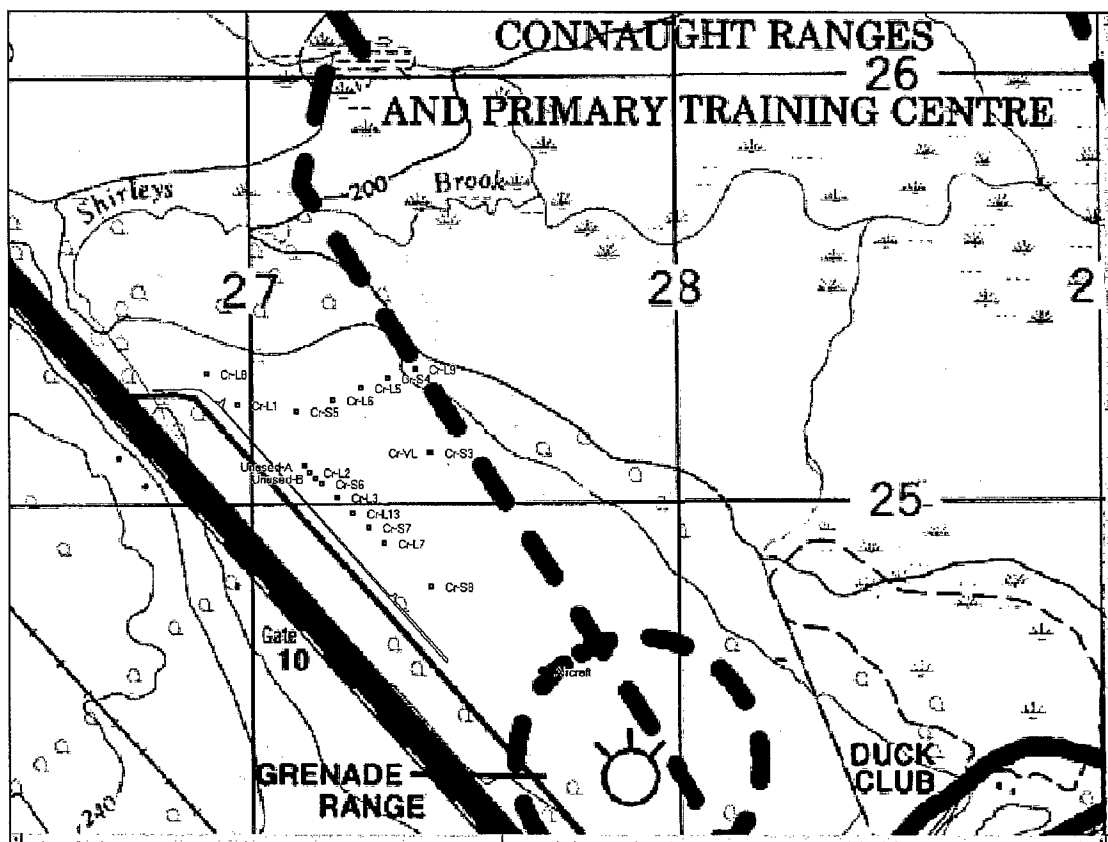 CONNAUGHT RANGES
26
AND PRIMARY TRAINING CENTRE
Shirleys
200
Brook
27
28
2
Cr-L8
Cr-L9
Cr-S4
Cr-L5
Cr-L6
Cr-L1
Cr-S5
Cr-VL
Cr-S3
Unused-A
Cr-L2
Unused-B
Cr-S6
Cr-L3
25
Cr-L13
Cr-S7
Cr-L7
Cr-S8
Gate
10
Aircraft
DUCK
CLUB
GRENADE
RANGE
240